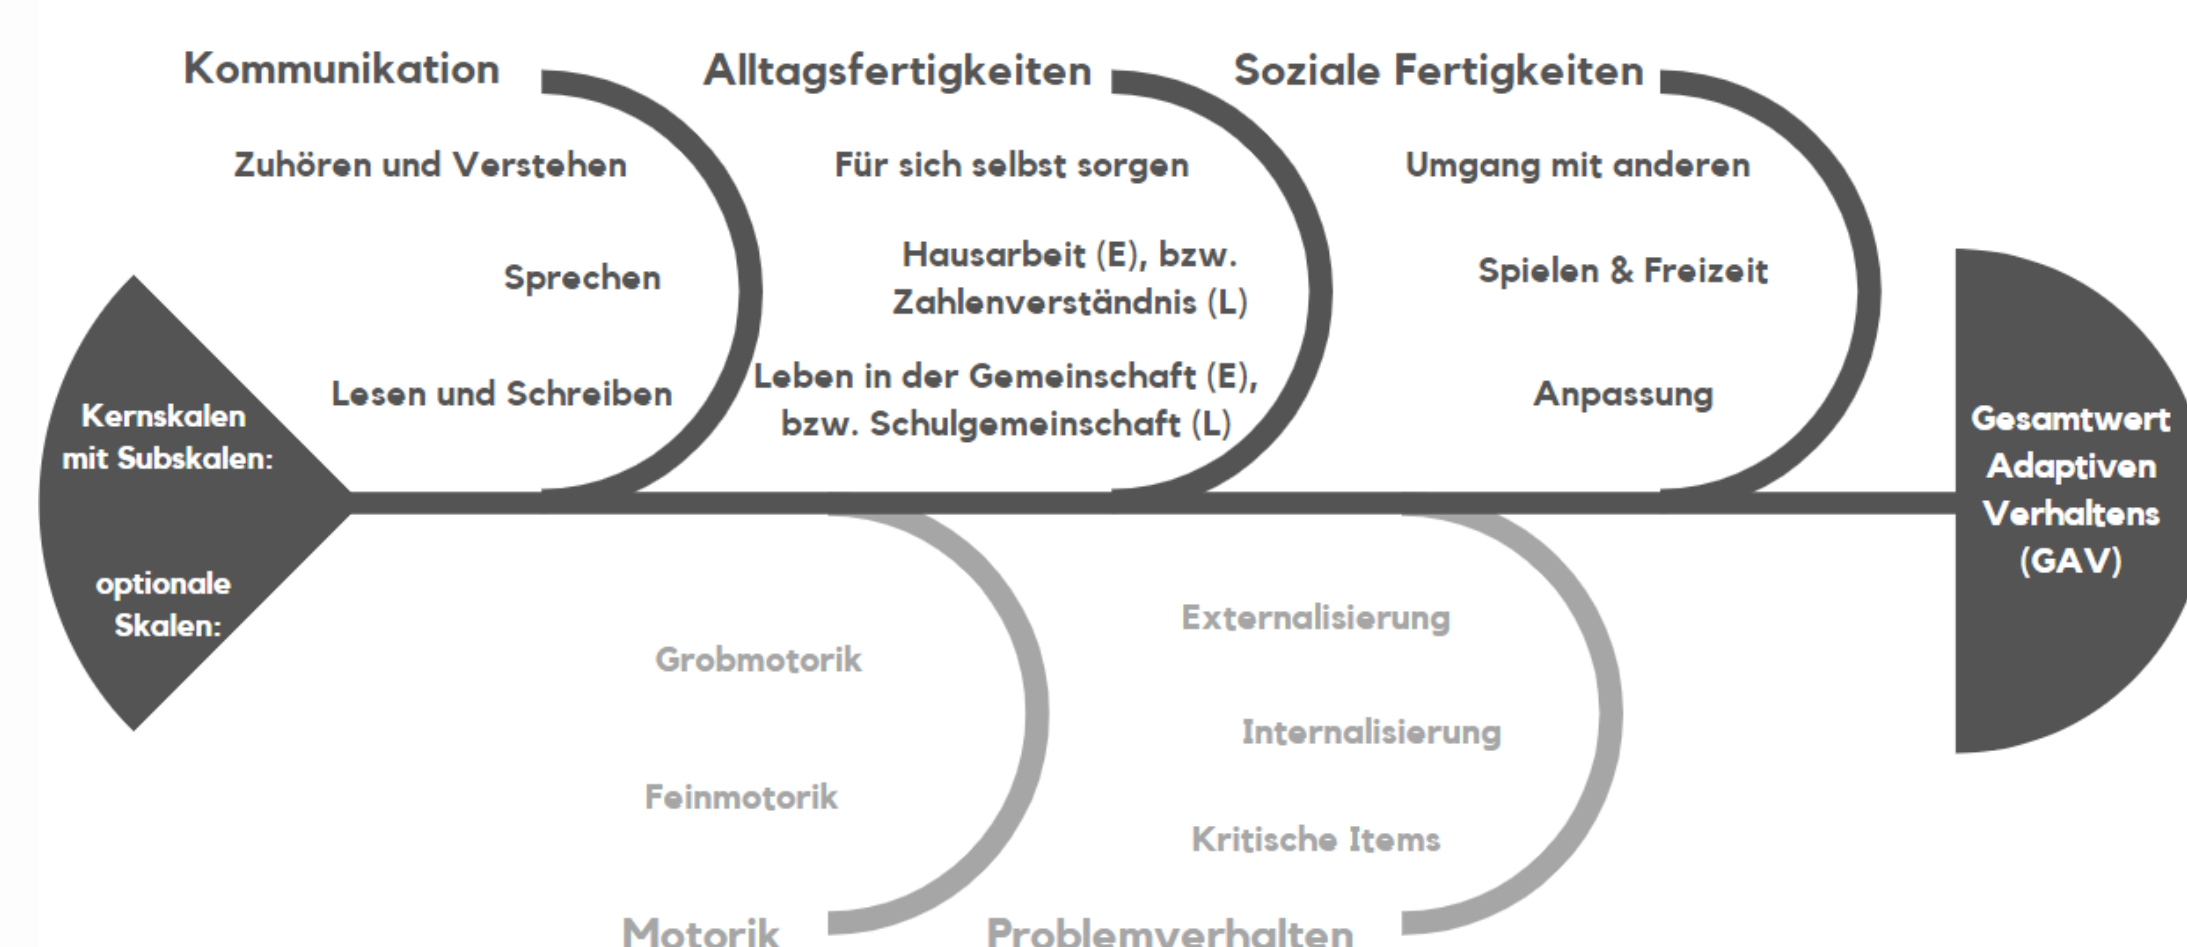 Kommunikation
Zuhören und Verstehen
Sprechen
Lesen und Schreiben
Alltagsfertigkeiten
Für sich selbst sorgen
Hausarbeit (E), bzw.
Zahlenverständnis (L)
Leben in der Gemeinschaft (E),
bzw. Schulgemeinschaft (L)
Soziale Fertigkeiten
Umgang mit anderen
Spielen & Freizeit
Anpassung
Kernskalen
mit Subskalen:
optionale
Skalen:
Grobmotorik
Feinmotorik
Motorik
Externalisierung
Internalisierung
Kritische Items
Problemverhalten
Gesamtwert
Adaptiven
Verhaltens
(GAV)